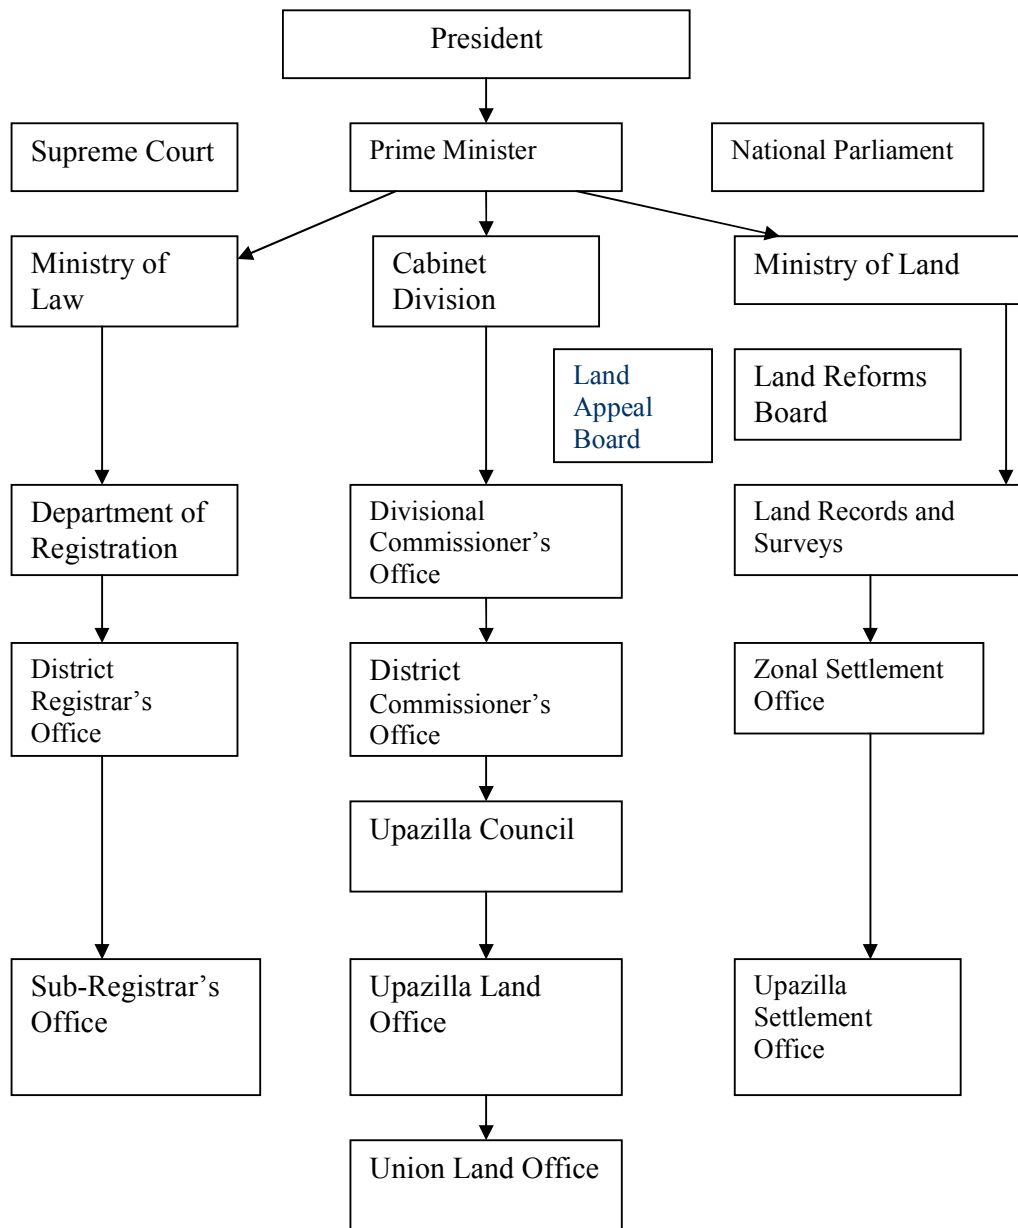 President
Supreme Court
Prime Minister
National Parliament
Ministry of
Law
Cabinet
Division
Ministry of Land
Land
Appeal
Board
Land Reforms
Board
Department of
Registration
Divisional
Commissioner’s
Office
Land Records and
Surveys
District
Registrar’s
Office
District
Commissioner’s
Office
Zonal Settlement
Office
Upazilla Council
Sub-Registrar’s
Office
Upazilla Land
Office
Upazilla
Settlement
Office
Union Land Office